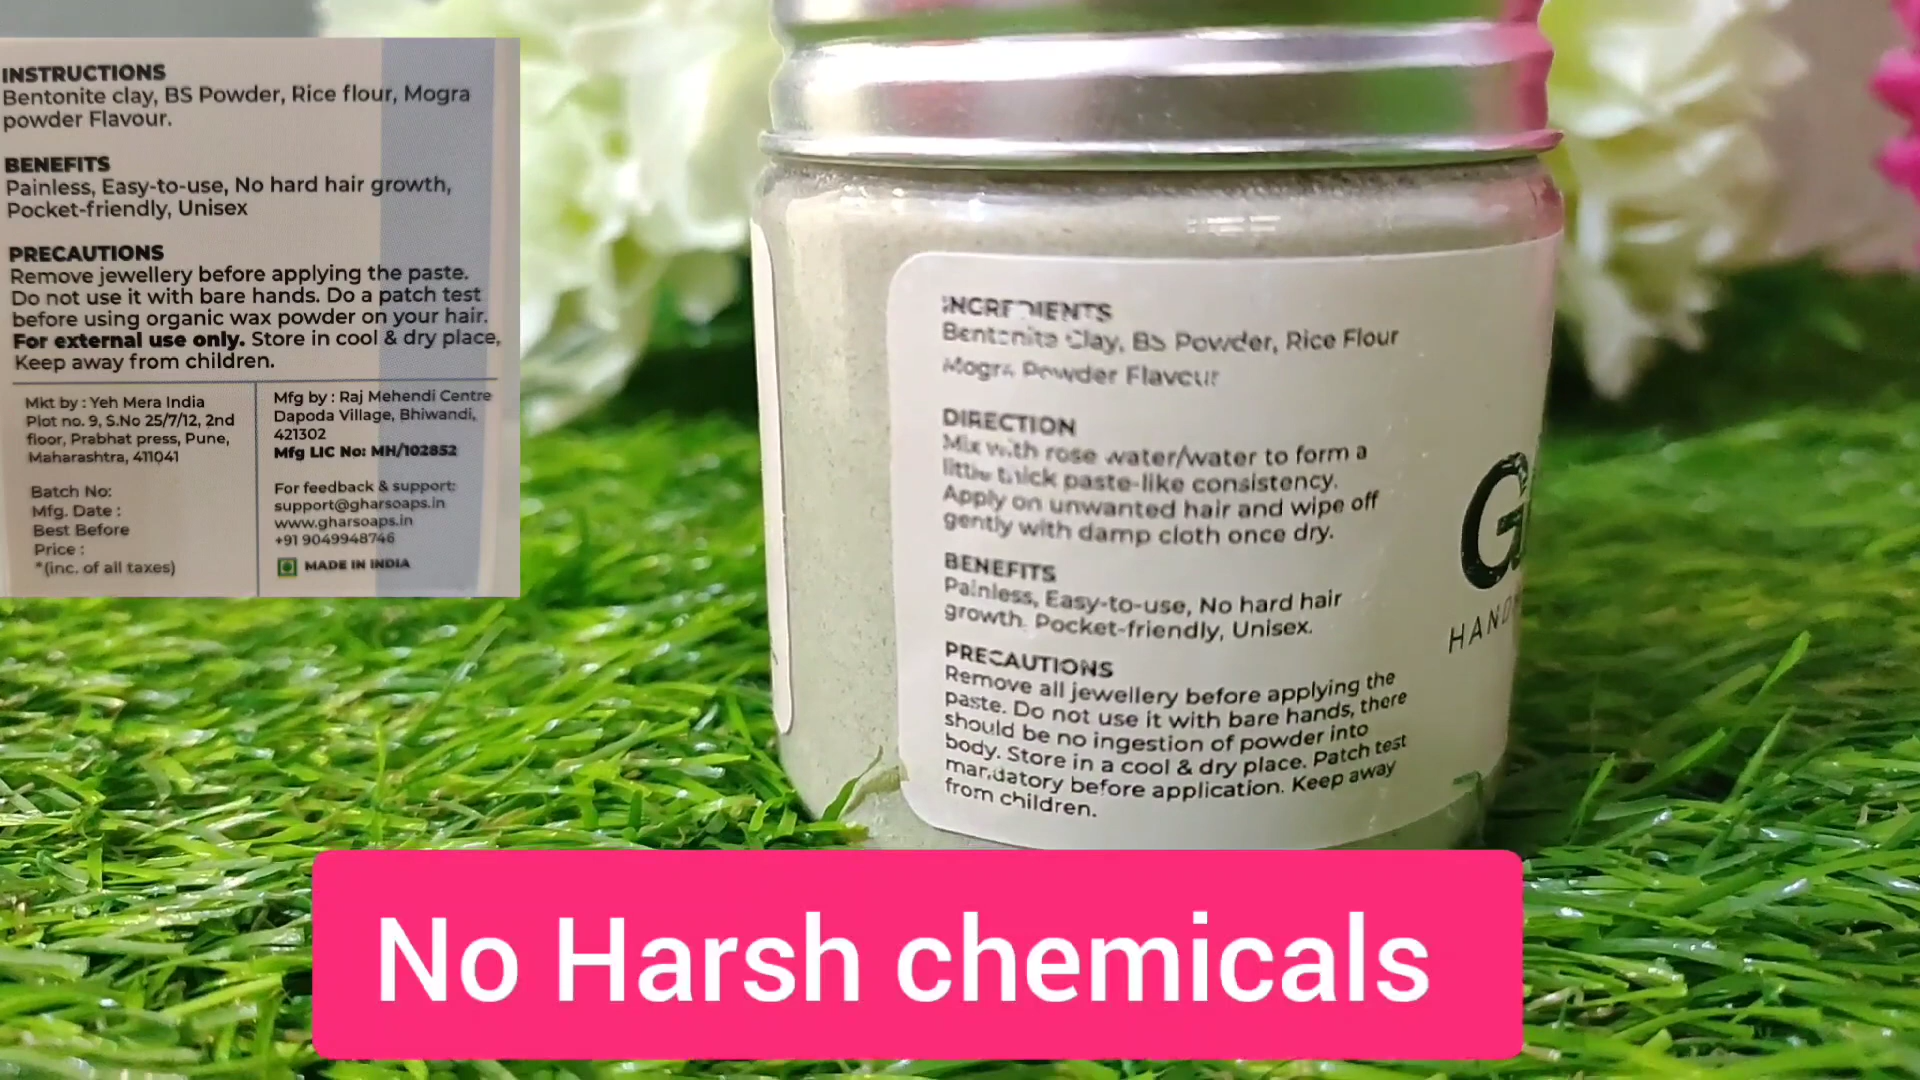 INSTRUCTIONS
Bentonite clay, BS Powder, Rice flour, Mogra
powder Flavour.
BENEFITS
Painless, Easy-to-use, No hard hair growth,
Pocket-friendly, Unisex
PRECAUTIONS
Remove jewellery before applying the paste.
Do not use it with bare hands. Do a patch test
before using organic wax powder on your hair.
For external use only. Store in cool & dry place,
Keep away from children.
Mkt by : Yeh Mera India
Plot no. 9, S.No 25/7/12, 2nd
floor, Prabhat press, Pune,
Maharashtra, 411041
Batch No:
Mfg. Date :
Best Before
Price :
*(inc. of all taxes)
Mfg by : Raj Mehendi Centre
Dapoda Village, Bhiwandi,
421302
Mfg LIC No: MH/102852
For feedback & support:
support@gharsoaps.in
www.gharsoaps.in
+91 9049948746
MADE IN INDIA
INGREDIENTS
Bentonite Clay, BS Powder, Rice Flour
Mogra Powder Flavour
DIRECTION
Mix with rose water/water to form a
little thick paste-like consistency.
Apply on unwanted hair and wipe off
gently with damp cloth once dry.
BENEFITS
Painless, Easy-to-use, No hard hair
growth. Pocket-friendly, Unisex.
PRECAUTIONS
Remove all jewellery before applying the
paste. Do not use it with bare hands, there
should be no ingestion of powder into
body. Store in a cool & dry place. Patch test
mandatory before application. Keep away
from children.
G
HAND
No Harsh chemicals